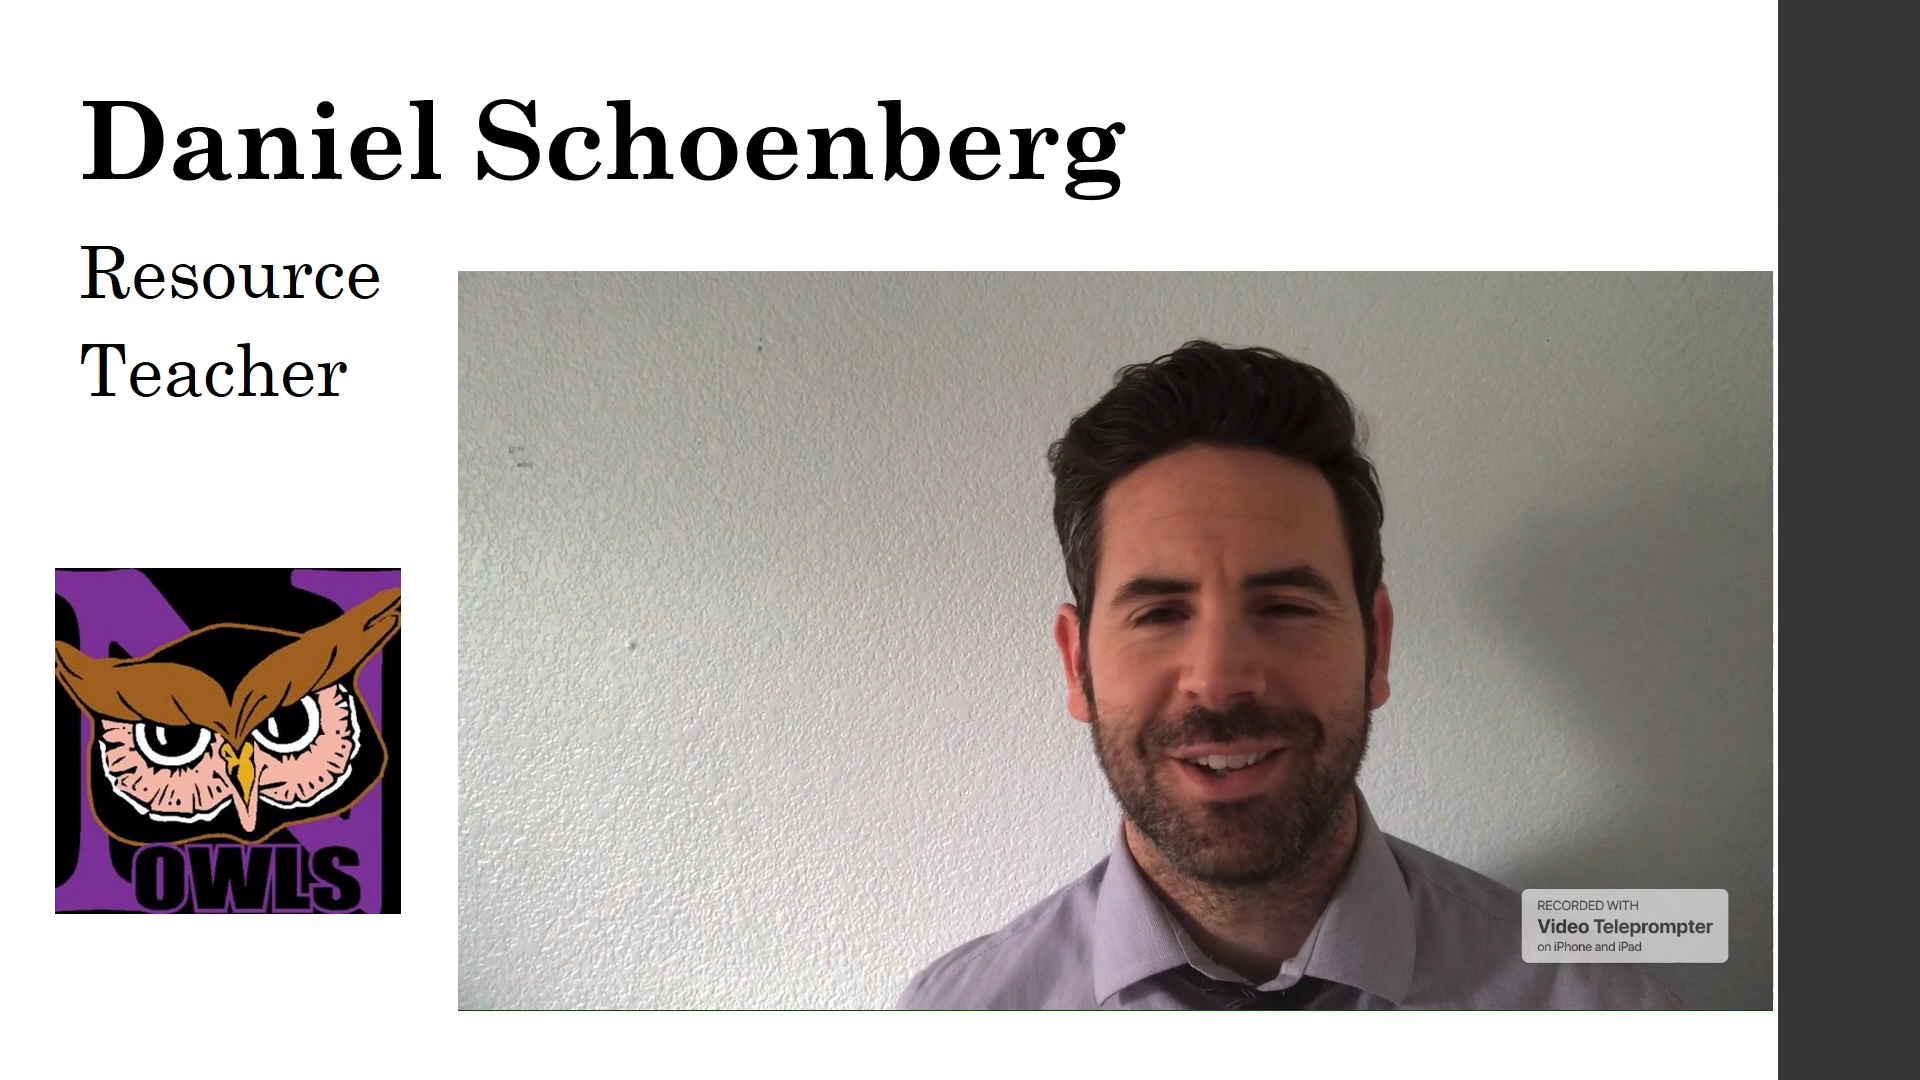 Daniel Schoenberg
Resource
Teacher
OWLS
RECORDED WITH
Video Teleprompter
on iPhone and iPad